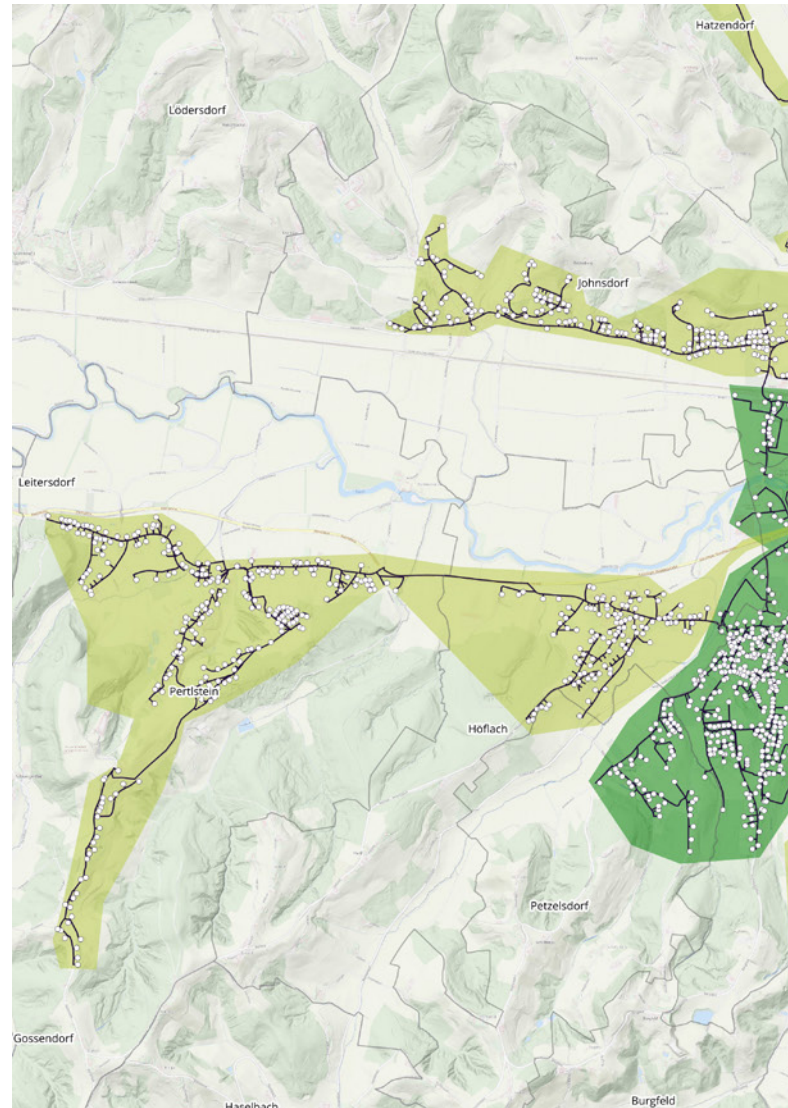 Hatzendorf
Lödersdorf
Johnsdorf
Leitersdorf
Pertlstein
Höflach
Petzelsdorf
Gossendorf
Haselbach
Burgfeld